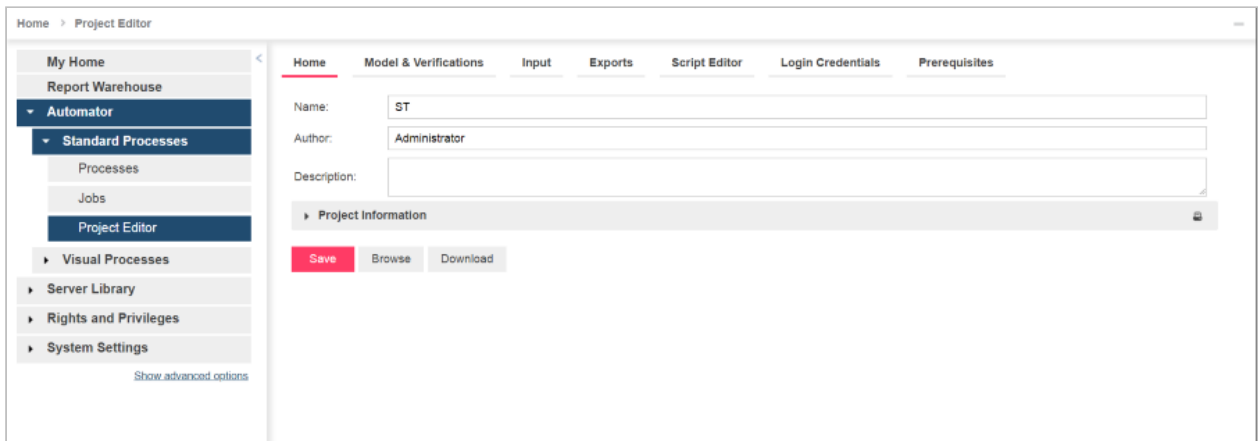 Home > Project Editor
My Home
Report Warehouse
Automator
Standard Processes
Processes
Jobs
Project Editor
Visual Processes
Server Library
Rights and Privileges
System Settings
Show advanced options
Home Model & Verifications Input Exports Script Editor Login Credentials Prerequisites
Name: ST
Author: Administrator
Description:
Project Information
Save Browse Download